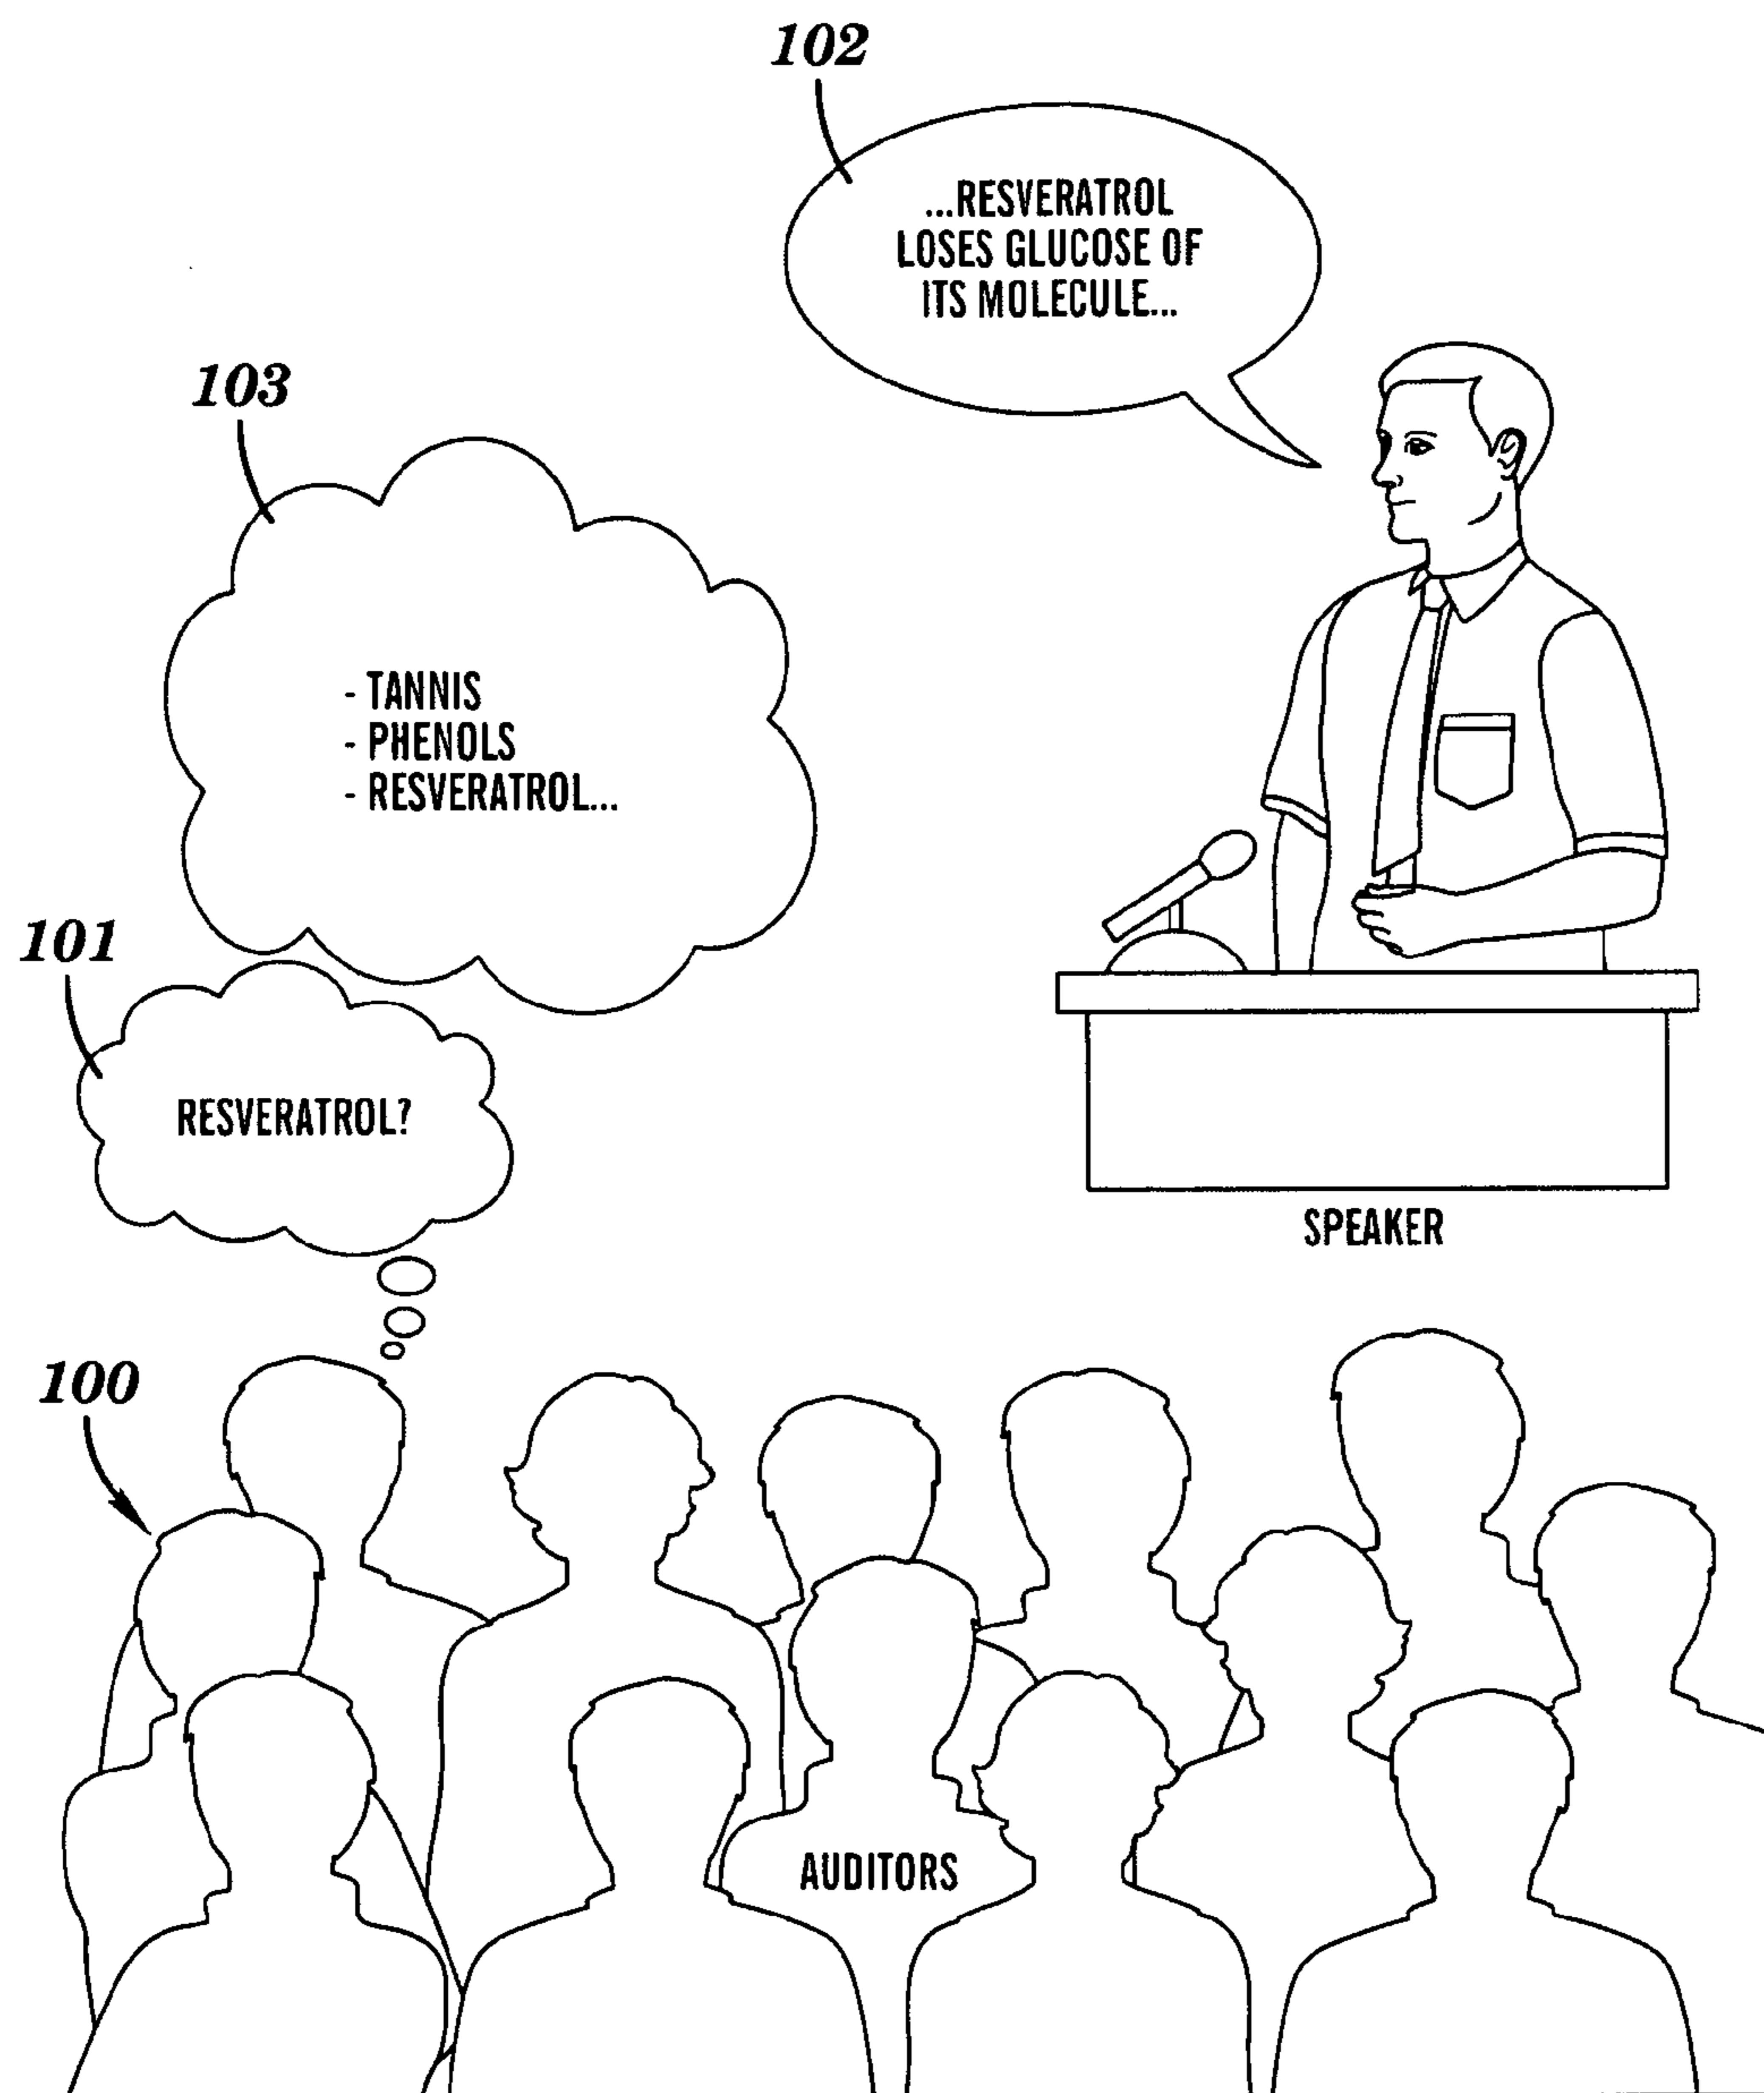 102
...RESVERATROL
LOSES GLUCOSE OF
ITS MOLECULE...
103
- TANNIS
- PHENOLS
- RESVERATROL...
101
RESVERATROL?
SPEAKER
100
AUDITORS